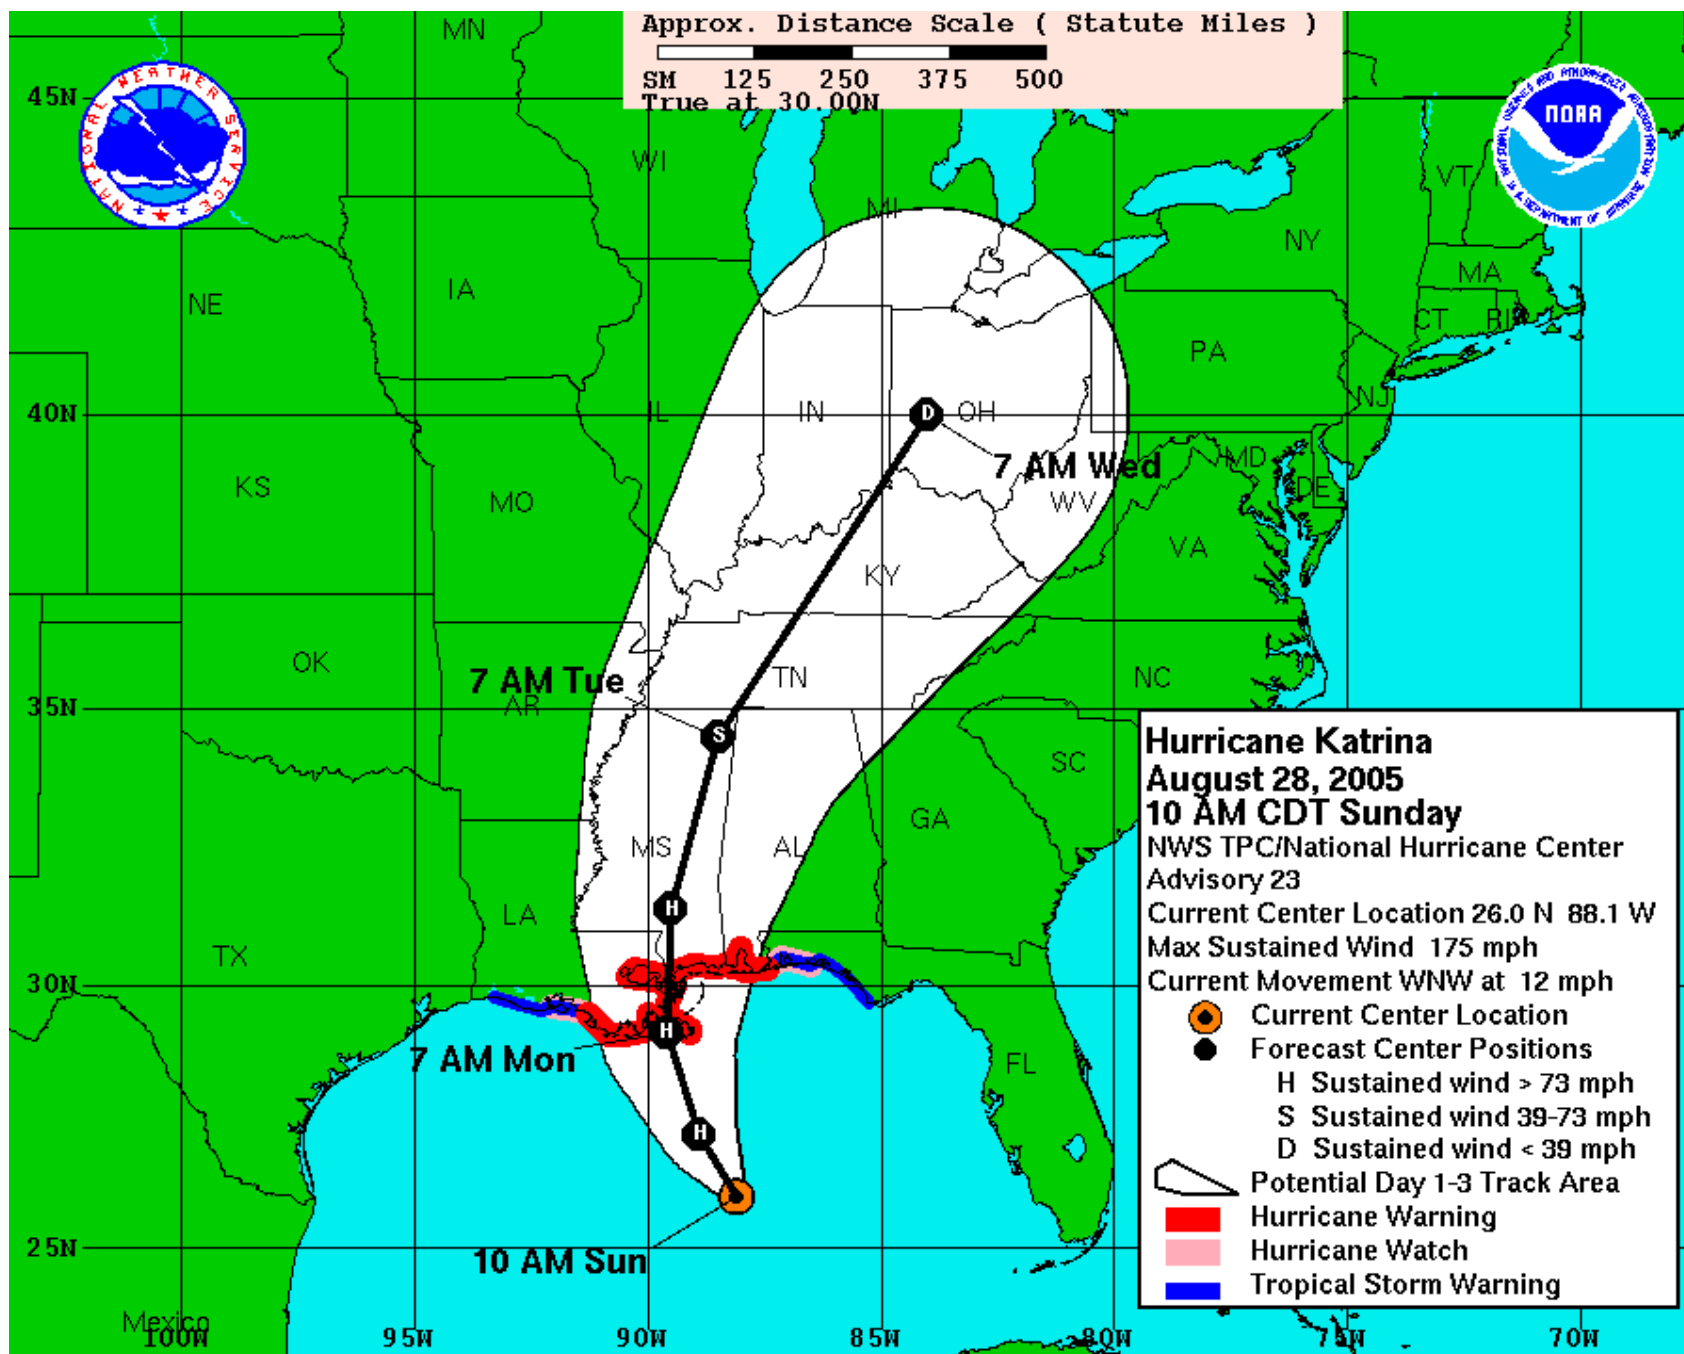 Approx. Distance Scale ( Statute Miles )
SM 125 250 375 500
True at 30.00N
NATIONAL WEATHER SERVICE
NOAA
MN
WI
MI
VT
NY
MA
CT RI
NE
IA
PA
NJ
45N
40N
IL
IN
OH
7 AM Wed
MD
DE
WV
KS
MO
VA
KY
OK
7 AM Tue
TN
NC
35N
AR
SC
MS
AL
GA
LA
TX
30N
7 AM Mon
FL
25N
10 AM Sun
Mexico
100W 95W 90W 85W 80W 75W 70W
H
H
H
S
D
Hurricane Katrina
August 28, 2005
10 AM CDT Sunday
NWS TPC/National Hurricane Center
Advisory 23
Current Center Location 26.0 N 88.1 W
Max Sustained Wind 175 mph
Current Movement WNW at 12 mph
Current Center Location
Forecast Center Positions
H Sustained wind > 73 mph
S Sustained wind 39-73 mph
D Sustained wind < 39 mph
Potential Day 1-3 Track Area
Hurricane Warning
Hurricane Watch
Tropical Storm Warning